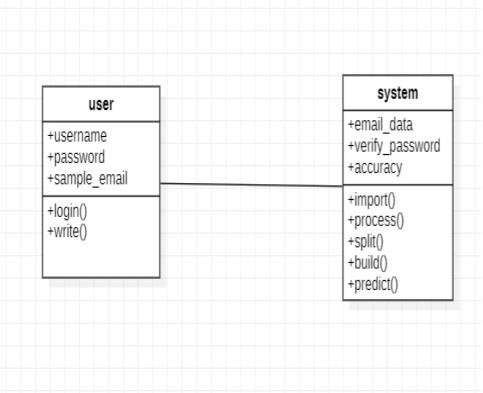 user
+username
+password
+sample_email
+login()
+write()
system
+email_data
+verify_password
+accuracy
+import()
+process()
+split()
+build()
+predict()